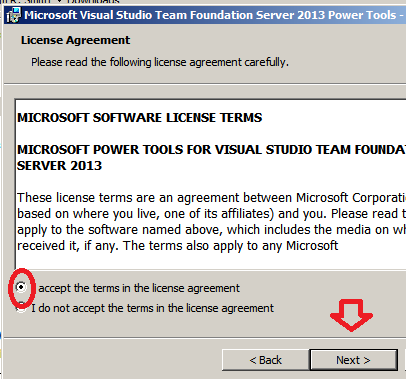 R. Smith • Downloads
Microsoft Visual Studio Team Foundation Server 2013 Power Tools -
License Agreement
Please read the following license agreement carefully.
MICROSOFT SOFTWARE LICENSE TERMS
MICROSOFT POWER TOOLS FOR VISUAL STUDIO TEAM FOUNDA
SERVER 2013
These license terms are an agreement between Microsoft Corporati
based on where you live, one of its affiliates) and you. Please read t
apply to the software named above, which includes the media on wh
received it, if any. The terms also apply to any Microsoft
accept the terms in the license agreement
I do not accept the terms in the license agreement
< Back
Next >